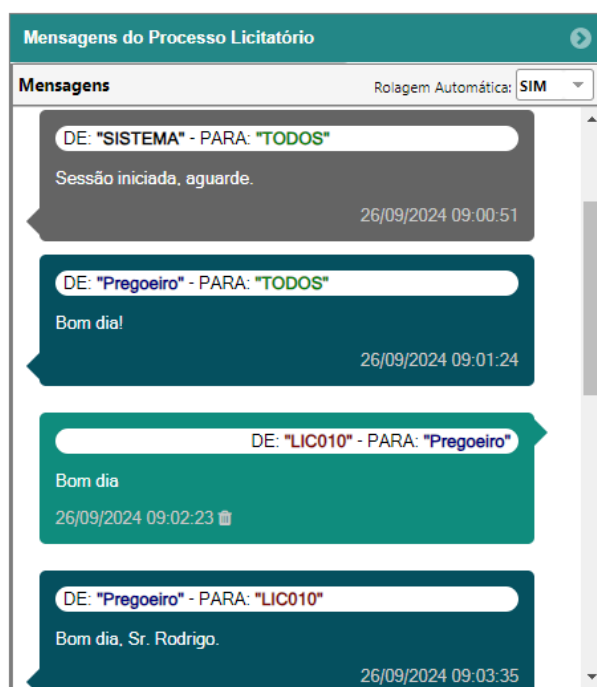 Mensagens do Processo Licitatório
Mensagens Rolagem Automática: SIM
DE: "SISTEMA" - PARA: "TODOS"
Sessão iniciada, aguarde.
26/09/2024 09:00:51
DE: "Pregoeiro" - PARA: "TODOS"
Bom dia!
26/09/2024 09:01:24
DE: "LIC010" - PARA: "Pregoeiro"
Bom dia
26/09/2024 09:02:23
DE: "Pregoeiro" - PARA: "LIC010"
Bom dia, Sr. Rodrigo.
26/09/2024 09:03:35